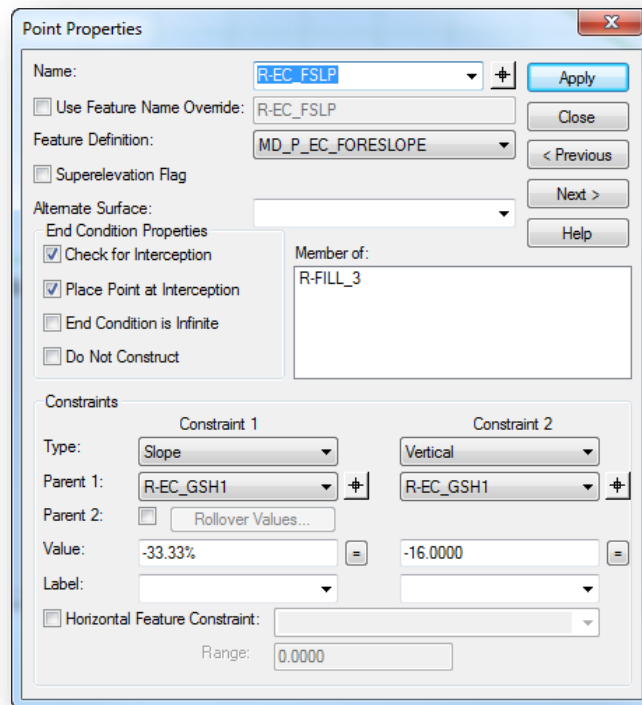 Point Properties
x
Name: R-EC_FSLP Apply
Use Feature Name Override: R-EC_FSLP Close
Feature Definition: MD_P_EC_FORESLOPE < Previous
Superelevation Flag Next >
Alternate Surface: Help
End Condition Properties Member of:
Check for Interception R-FILL_3
Place Point at Interception
End Condition is Infinite
Do Not Construct
Constraints
Constraint 1 Constraint 2
Type: Slope Vertical
Parent 1: R-EC_GSH1 R-EC_GSH1
Parent 2: Rollover Values...
Value: -33.33% = -16.0000 =
Label:
Horizontal Feature Constraint:
Range: 0.0000